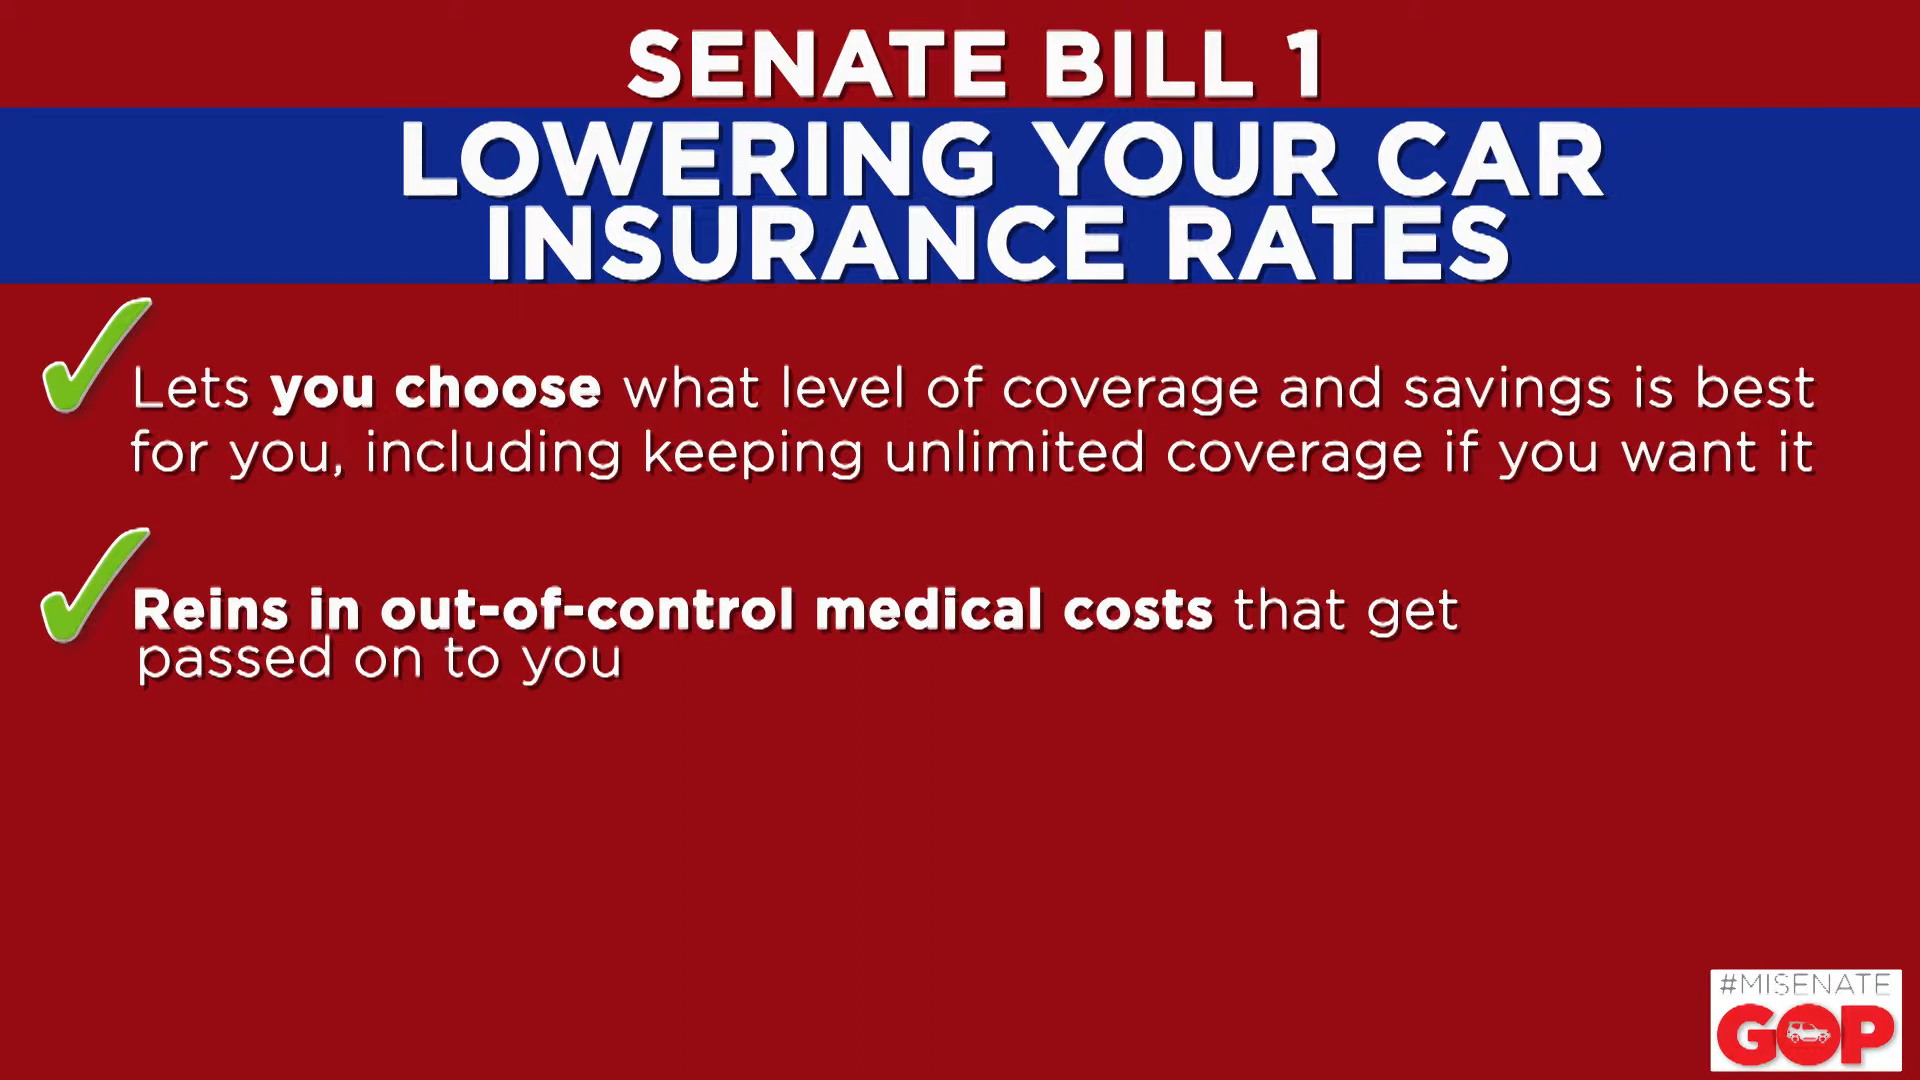 SENATE BILL 1
LOWERING YOUR CAR
INSURANCE RATES
Lets you choose what level of coverage and savings is best
for you, including keeping unlimited coverage if you want it
Reins in out-of-control medical costs that get
passed on to you
#MISENATE
GOP